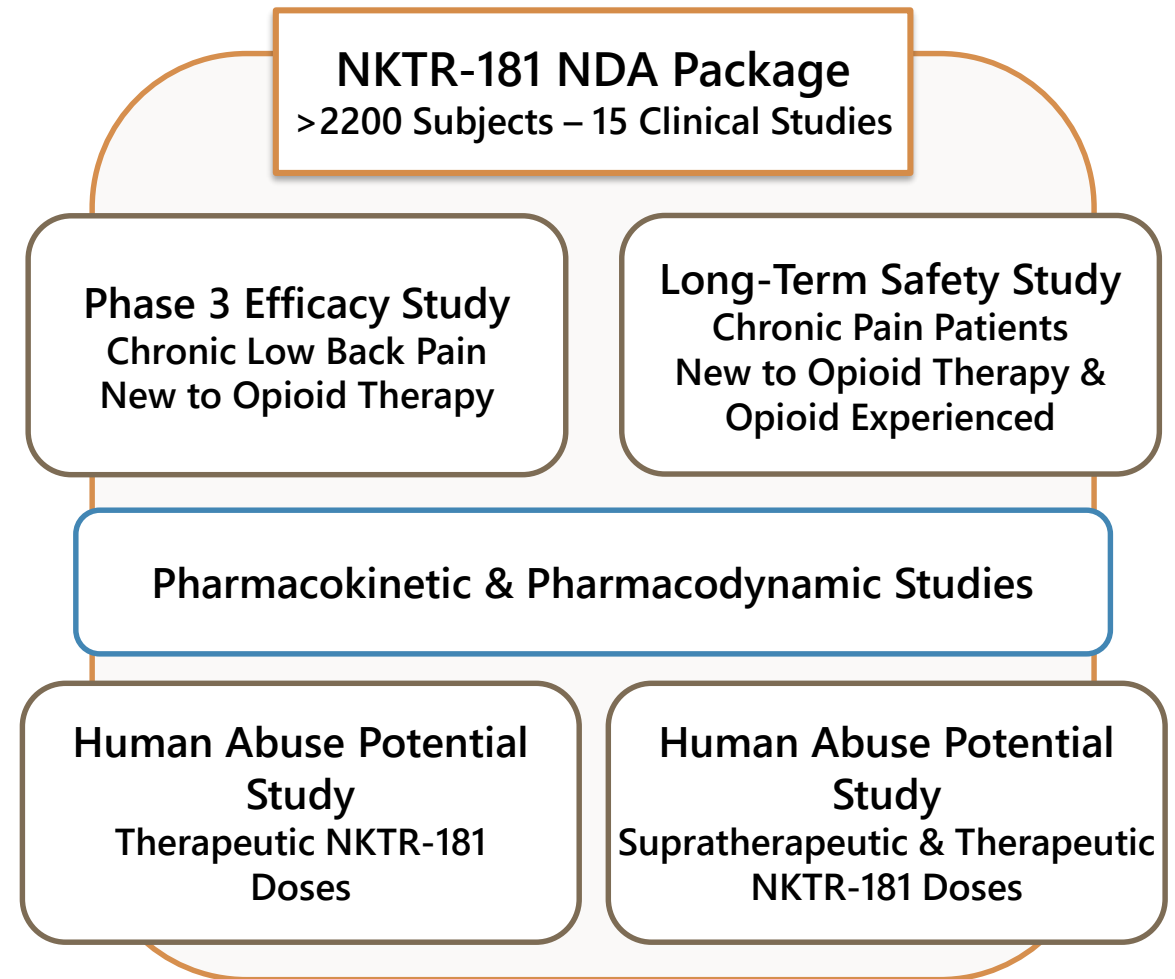 NKTR-181 NDA Package
>2200 Subjects – 15 Clinical Studies
Phase 3 Efficacy Study
Chronic Low Back Pain
New to Opioid Therapy
Long-Term Safety Study
Chronic Pain Patients
New to Opioid Therapy &
Opioid Experienced
Pharmacokinetic & Pharmacodynamic Studies
Human Abuse Potential
Study
Therapeutic NKTR-181
Doses
Human Abuse Potential
Study
Supratherapeutic & Therapeutic
NKTR-181 Doses